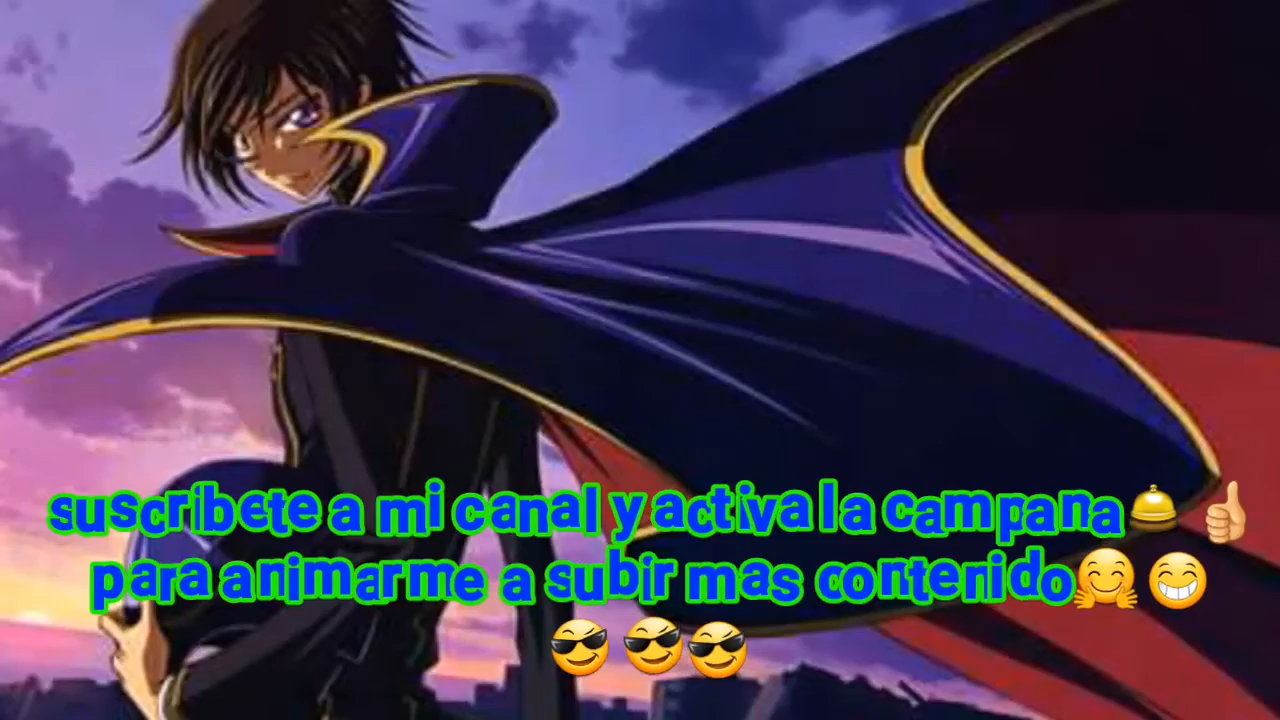 suscribete a mi canal y activa la campana🛎️👍🏼
para animarme a subir mas contenido🤗😁
😎😎😎